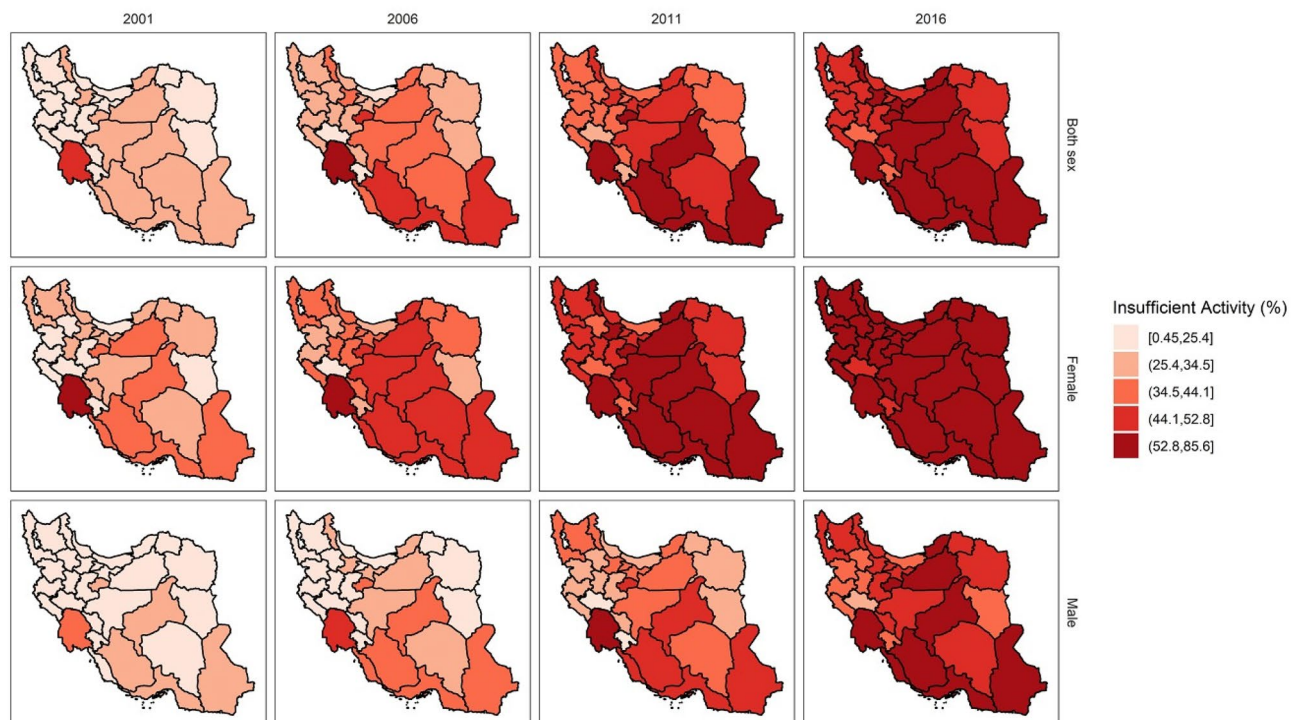 2001 2006 2011 2016
Both sex
Female
Male
Insufficient Activity (%)
[0.45,25.4]
(25.4,34.5]
(34.5,44.1]
(44.1,52.8]
(52.8,85.6]